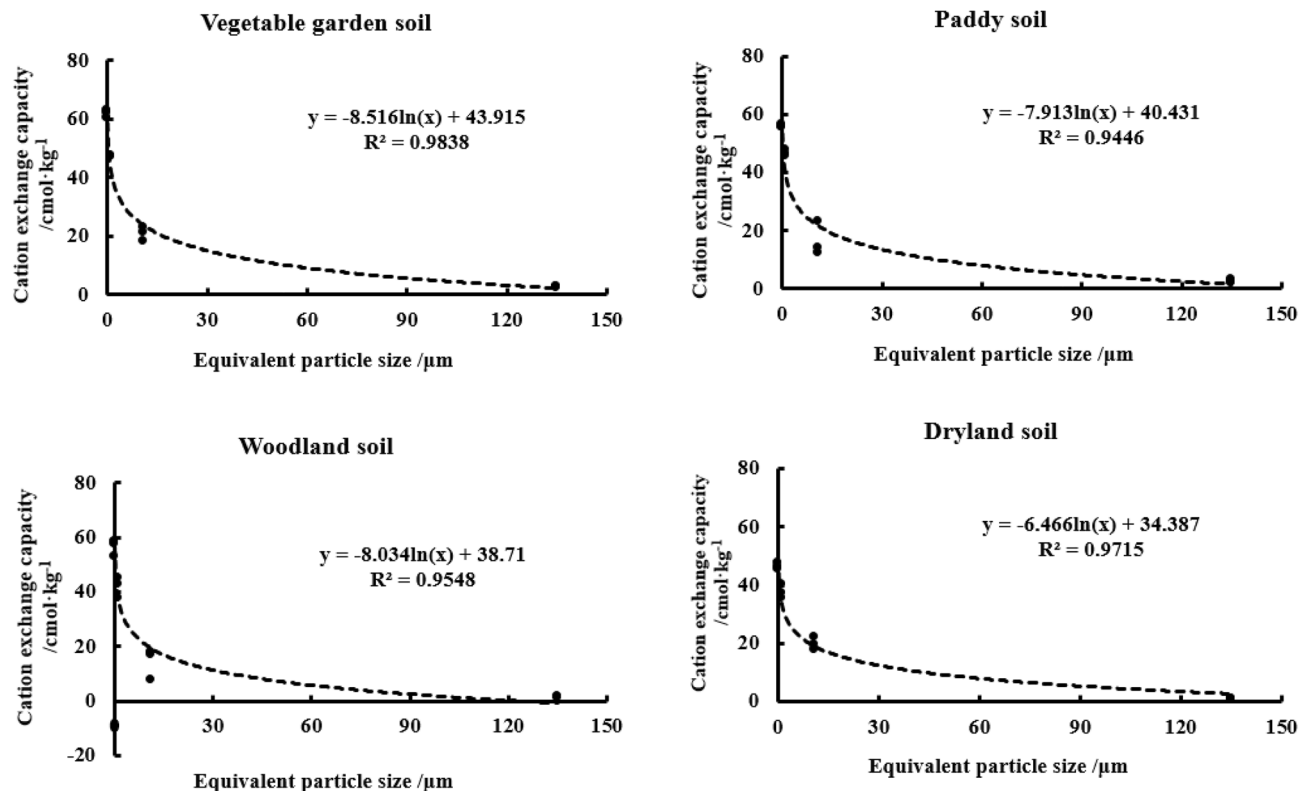 Vegetable garden soil
Cation exchange capacity
/cmol·kg⁻¹
80
60
40
20
0
y = -8.516ln(x) + 43.915
R² = 0.9838
0 30 60 90 120 150
Equivalent particle size /μm
Paddy soil
Cation exchange capacity
/cmol·kg⁻¹
80
60
40
20
0
y = -7.913ln(x) + 40.431
R² = 0.9446
0 30 60 90 120 150
Equivalent particle size /μm
Woodland soil
Cation exchange capacity
/cmol·kg⁻¹
80
60
40
20
0
-20
y = -8.034ln(x) + 38.71
R² = 0.9548
0 30 60 90 120 150
Equivalent particle size /μm
Dryland soil
Cation exchange capacity
/cmol·kg⁻¹
80
60
40
20
0
y = -6.466ln(x) + 34.387
R² = 0.9715
0 30 60 90 120 150
Equivalent particle size /μm